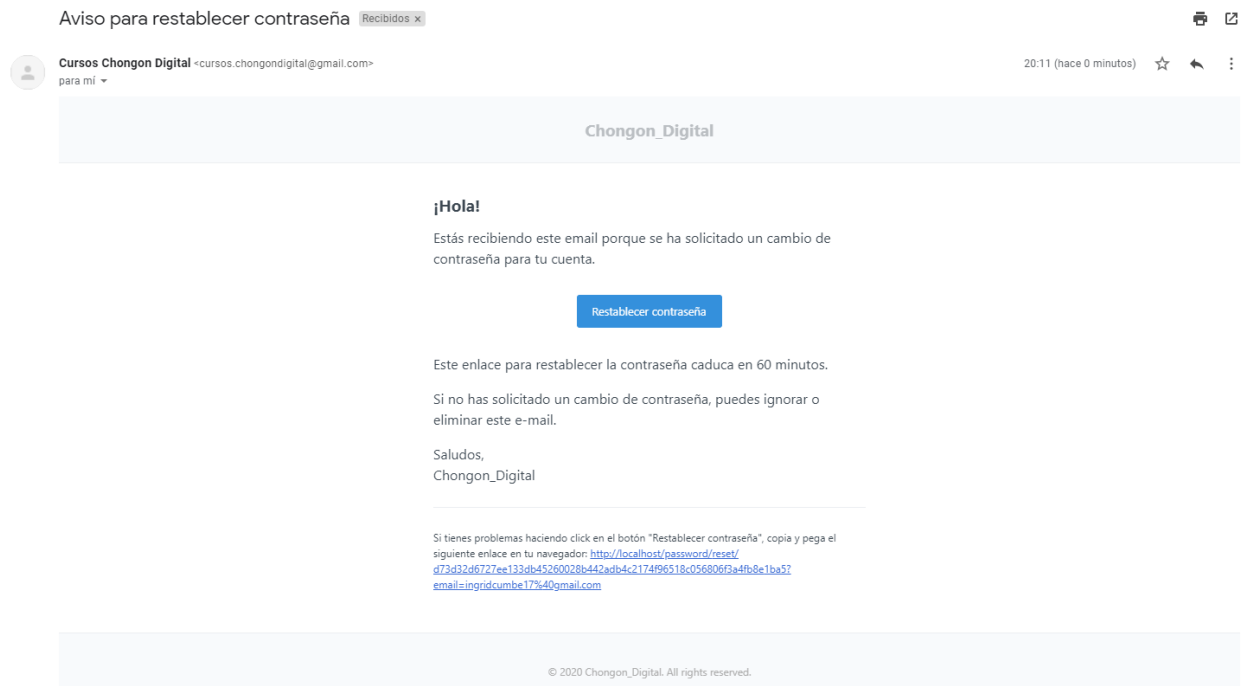 Aviso para restablecer contraseña Recibidos x
Cursos Chongon Digital <cursos.chongondigital@gmail.com>
20:11 (hace 0 minutos)
para mí
Chongon_Digital
¡Hola!
Estás recibiendo este email porque se ha solicitado un cambio de
contraseña para tu cuenta.
Restablecer contraseña
Este enlace para restablecer la contraseña caduca en 60 minutos.
Si no has solicitado un cambio de contraseña, puedes ignorar o
eliminar este e-mail.
Saludos,
Chongon_Digital
Si tienes problemas haciendo click en el botón "Restablecer contraseña", copia y pega el
siguiente enlace en tu navegador: http://localhost/password/reset/
d73d32d6727ee133db45260028b442adb4c2174f96518c056806f3a4fb8e1ba5?
email=ingridcumbe17%40gmail.com
© 2020 Chongon_Digital. All rights reserved.